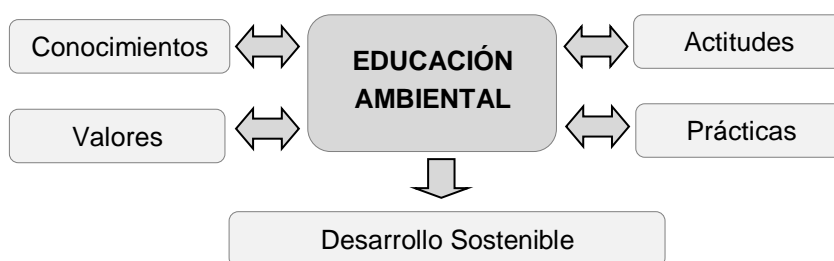 Conocimientos
EDUCACIÓN
AMBIENTAL
Actitudes
Valores
Prácticas
Desarrollo Sostenible